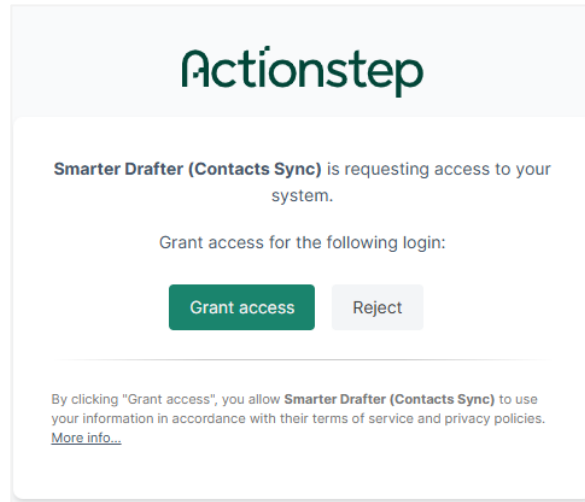 Actionstep
Smarter Drafter (Contacts Sync) is requesting access to your
system.
Grant access for the following login:
Grant access
Reject
By clicking "Grant access", you allow Smarter Drafter (Contacts Sync) to use
your information in accordance with their terms of service and privacy policies.
More info...